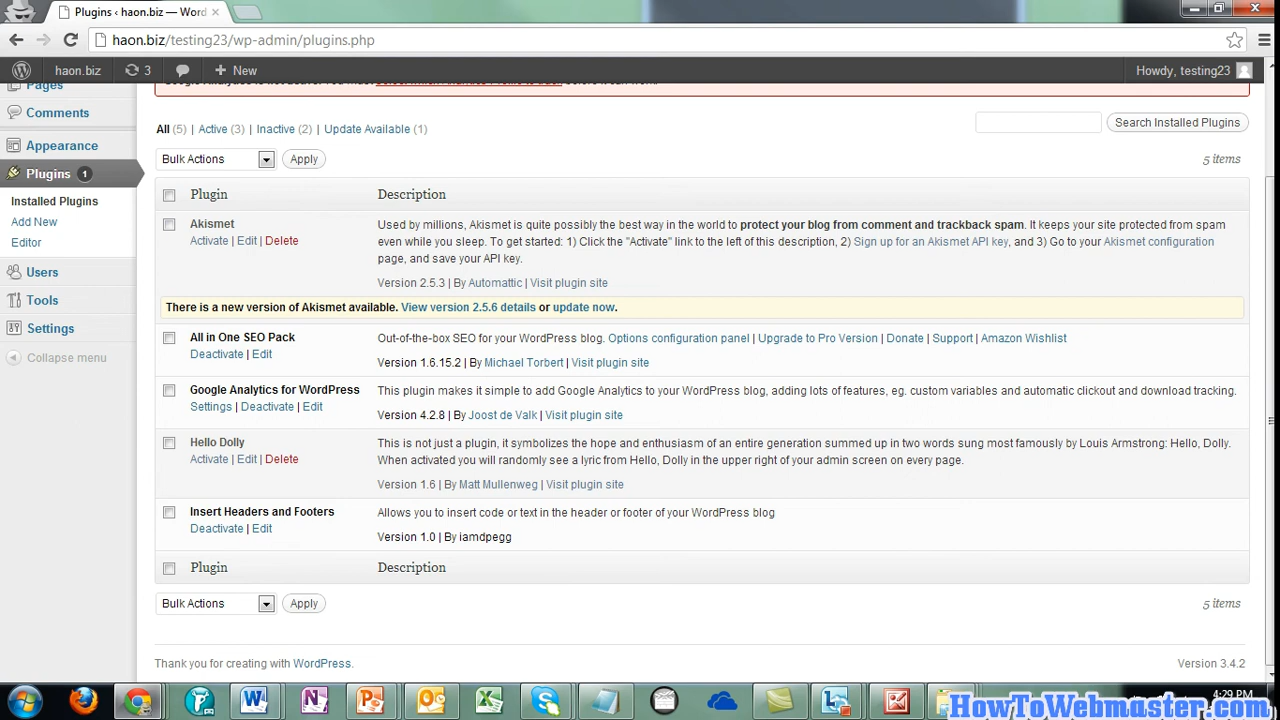 Plugins ‹ haon.biz — Word
haon.biz/testing23/wp-admin/plugins.php
haon.biz 3 New Howdy, testing23
Pages
Comments
Appearance
Plugins 1
Installed Plugins
Add New
Editor
Users
Tools
Settings
Collapse menu
All (5) | Active (3) | Inactive (2) | Update Available (1)
Search Installed Plugins
Bulk Actions Apply 5 items
Plugin Description
Akismet
Activate | Edit | Delete
Used by millions, Akismet is quite possibly the best way in the world to protect your blog from comment and trackback spam. It keeps your site protected from spam
even while you sleep. To get started: 1) Click the "Activate" link to the left of this description, 2) Sign up for an Akismet API key, and 3) Go to your Akismet configuration
page, and save your API key.
Version 2.5.3 | By Automattic | Visit plugin site
There is a new version of Akismet available. View version 2.5.6 details or update now.
All in One SEO Pack
Deactivate | Edit
Out-of-the-box SEO for your WordPress blog. Options configuration panel | Upgrade to Pro Version | Donate | Support | Amazon Wishlist
Version 1.6.15.2 | By Michael Torbert | Visit plugin site
Google Analytics for WordPress
Settings | Deactivate | Edit
This plugin makes it simple to add Google Analytics to your WordPress blog, adding lots of features, eg. custom variables and automatic clickout and download tracking.
Version 4.2.8 | By Joost de Valk | Visit plugin site
Hello Dolly
Activate | Edit | Delete
This is not just a plugin, it symbolizes the hope and enthusiasm of an entire generation summed up in two words sung most famously by Louis Armstrong: Hello, Dolly.
When activated you will randomly see a lyric from Hello, Dolly in the upper right of your admin screen on every page.
Version 1.6 | By Matt Mullenweg | Visit plugin site
Insert Headers and Footers
Deactivate | Edit
Allows you to insert code or text in the header or footer of your WordPress blog
Version 1.0 | By iamdpegg
Plugin Description
Bulk Actions Apply 5 items
Thank you for creating with WordPress. Version 3.4.2
4:29 PM
HowToWebmaster.com